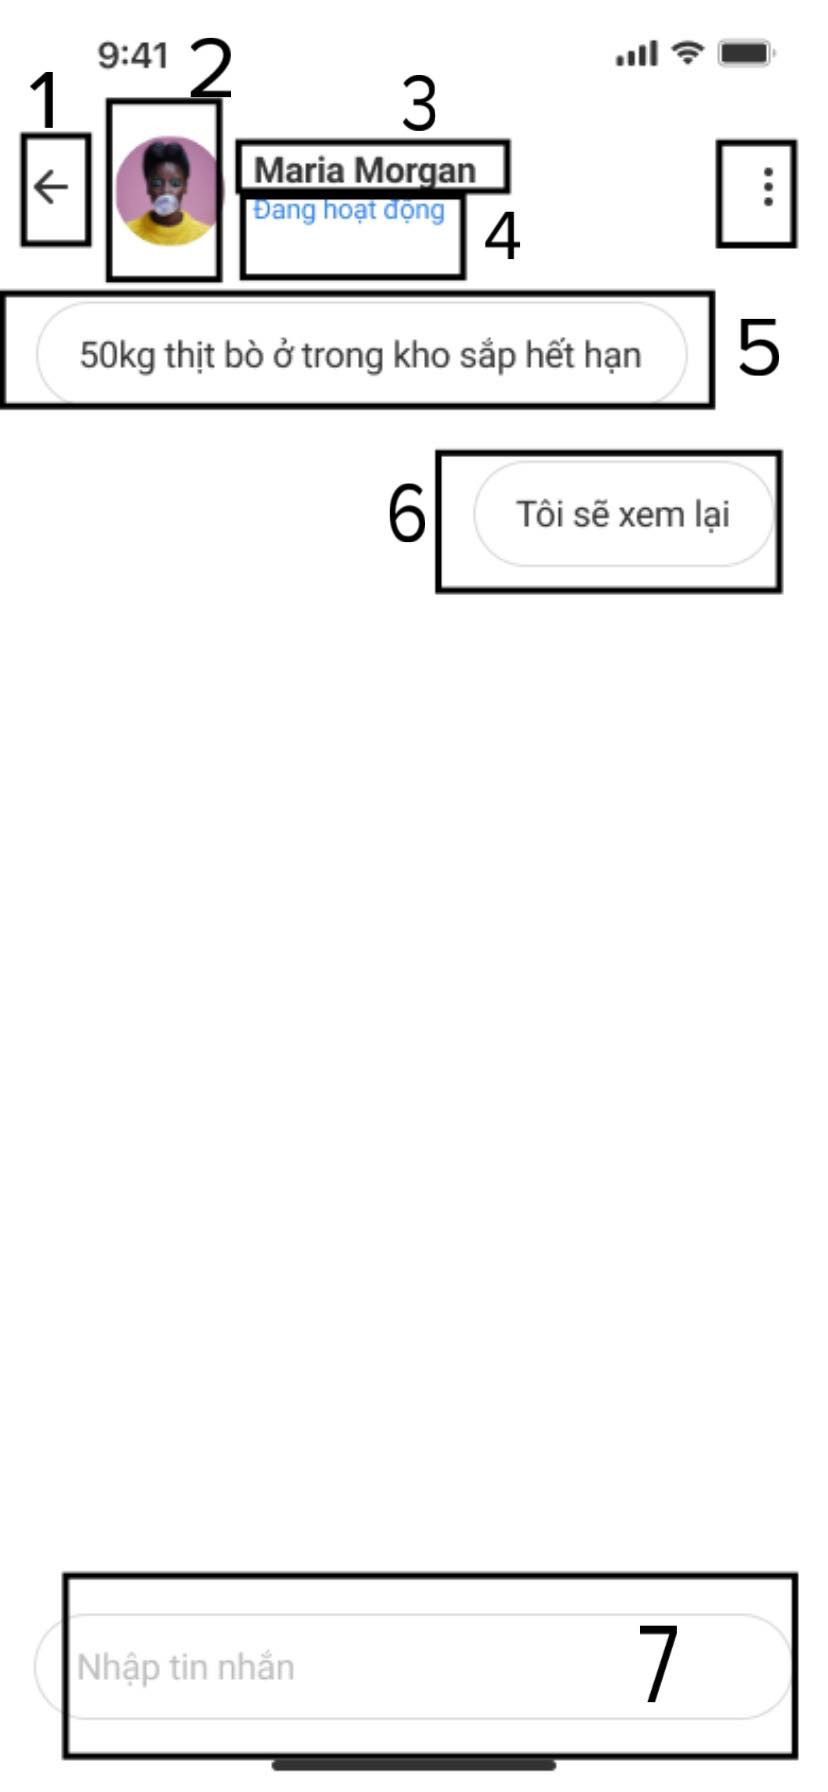 9:41
2
1
3
Maria Morgan
Đang hoạt động
4
50kg thịt bò ở trong kho sắp hết hạn
5
6
Tôi sẽ xem lại
Nhập tin nhắn
7